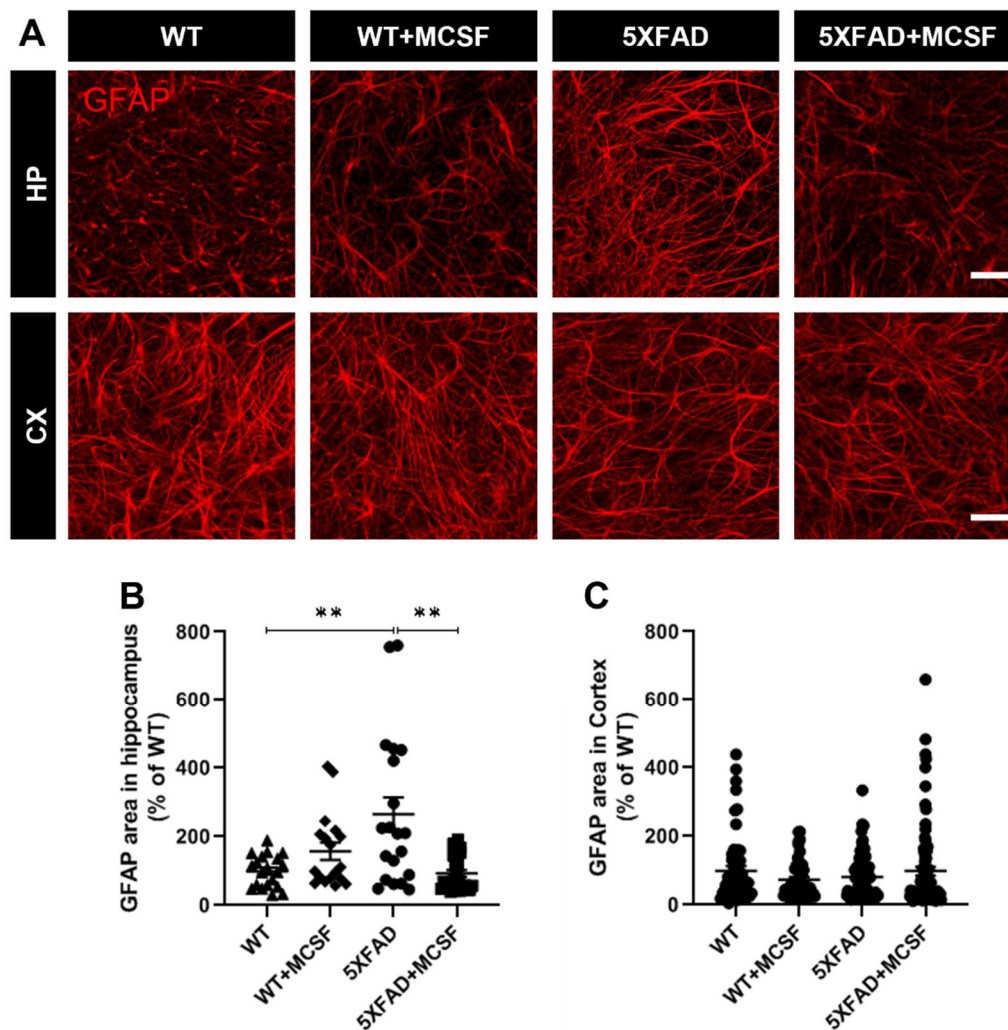 A
WT
WT+MCSF
5XFAD
5XFAD+MCSF
HP
GFAP
CX
B
GFAP area in hippocampus
(% of WT)
800
600
400
200
0
**
**
WT
WT+MCSF
5XFAD
5XFAD+MCSF
C
GFAP area in Cortex
(% of WT)
800
600
400
200
0
WT
WT+MCSF
5XFAD
5XFAD+MCSF